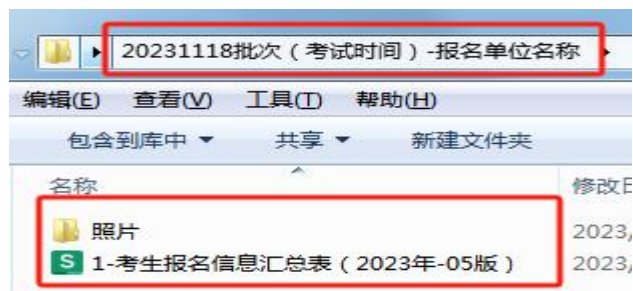 20231118批次（考试时间）-报名单位名称
编辑(E) 查看(V) 工具(T) 帮助(H)
包含到库中 共享 新建文件夹
名称 修改日
照片 2023/
S 1-考生报名信息汇总表（2023年-05版） 2023/